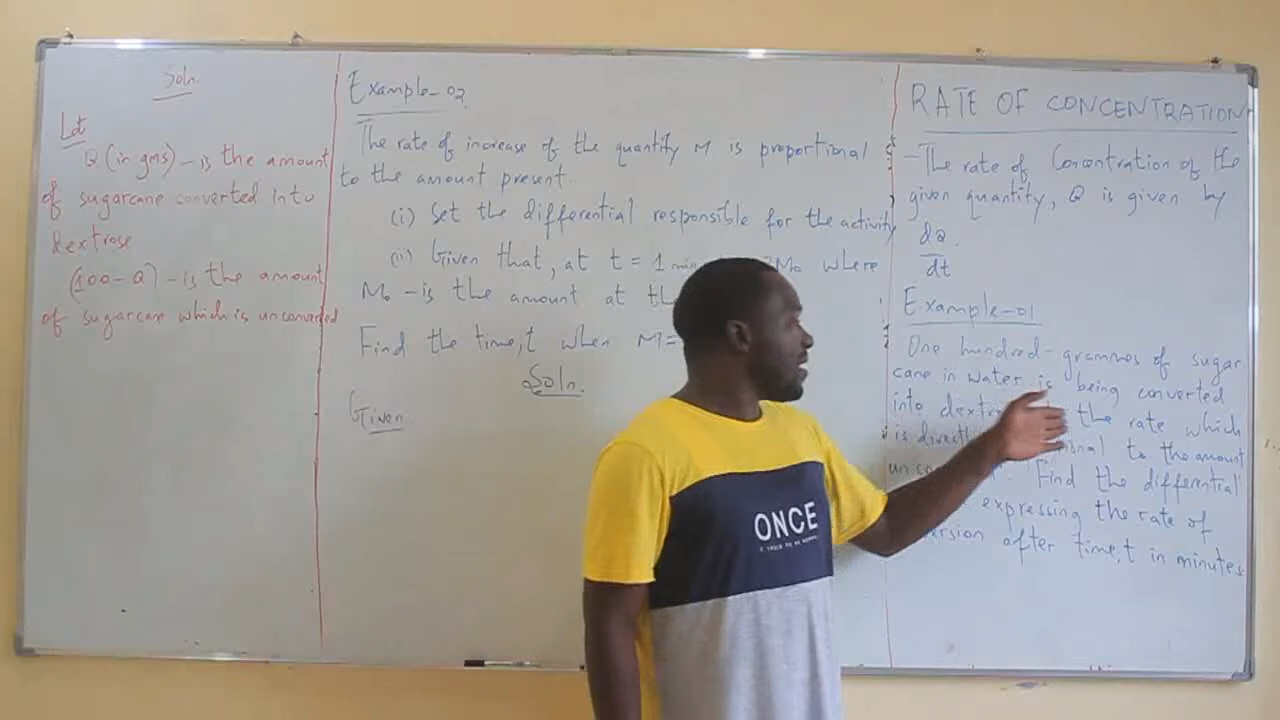 Soln.
Let
Q (in gms) - is the amount
of sugarcane converted into
dextrose
(100 - Q) - is the amount
of sugarcane which is unconverted
Example - 02
The rate of increase of the quantity M is proportional
to the amount present.
(i) Set the differential responsible for the activity
(ii) Given that, at t = 1 min 2M₀ where
M₀ - is the amount at
Find the time, t when M =
Soln.
Given
RATE OF CONCENTRATION
- The rate of Concentration of the
given quantity, Q is given by
dQ
dt
Example - 01
One hundred - grammes of sugar
cane in water is being converted
into the rate which
is to the amount
Find the differential
expressing the rate of
after time, t in minutes
ONCE